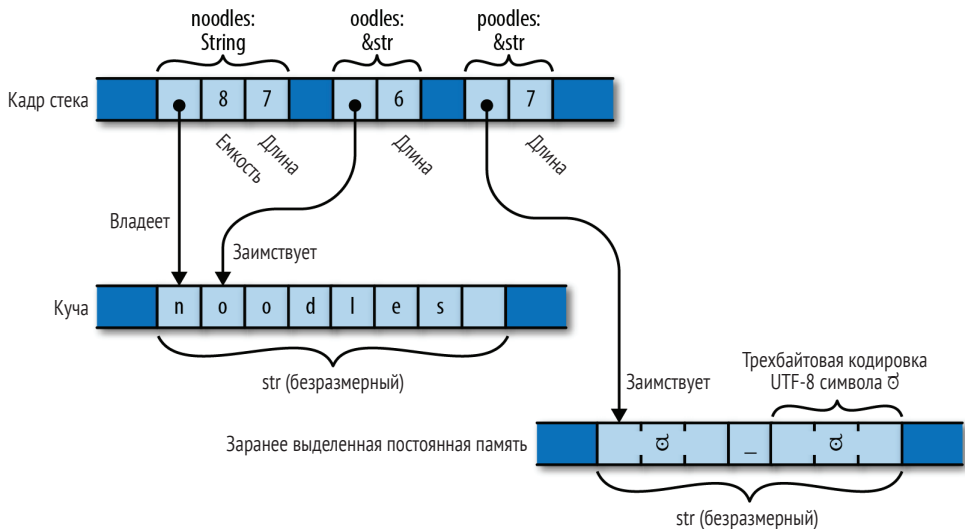 noodles:
String
oodles:
&str
poodles:
&str
Кадр стека
8 7
6
7
Емкость
Длина
Длина
Длина
Владеет
Заимствует
Куча
n o o d l e s
str (безразмерный)
Заимствует
Трехбайтовая кодировка
UTF-8 символа ಠ
Заранее выделенная постоянная память
ಠ _ ಠ
str (безразмерный)